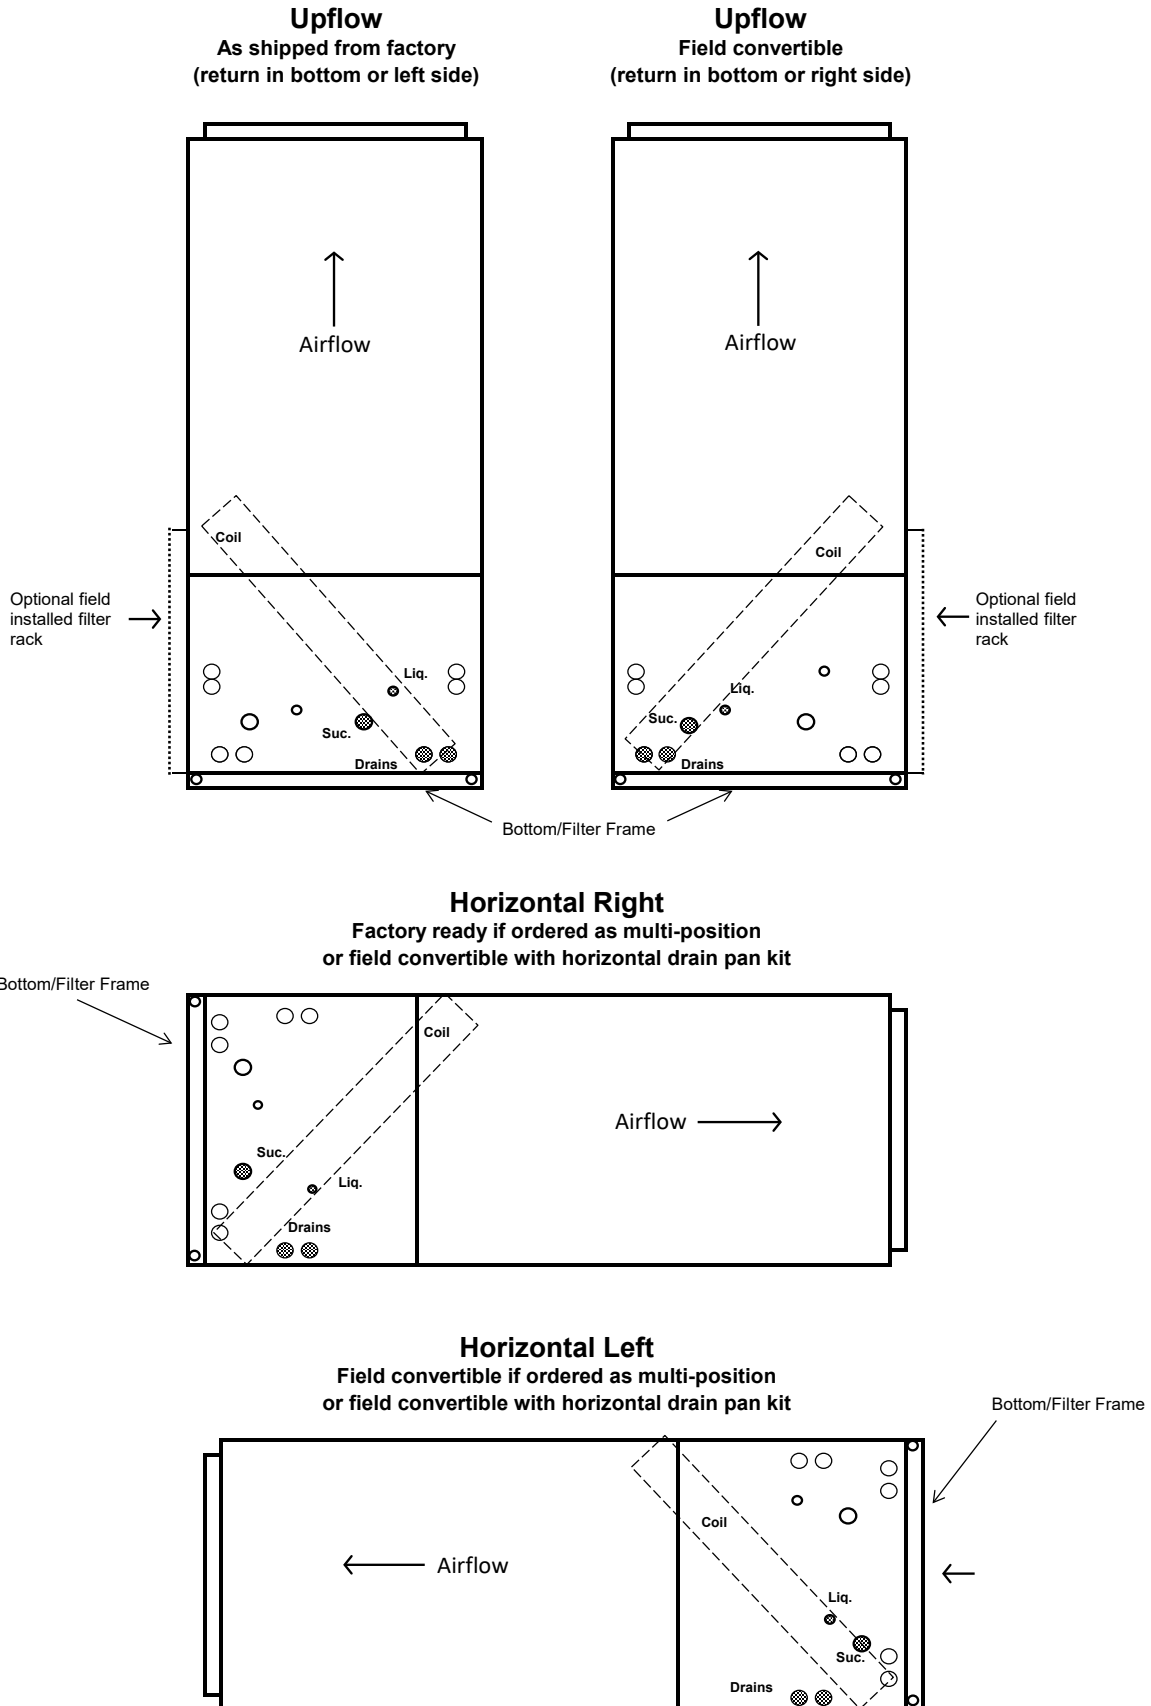 Upflow
As shipped from factory
(return in bottom or left side)
Upflow
Field convertible
(return in bottom or right side)
Airflow
Airflow
Coil
Coil
Optional field
installed filter
rack
Optional field
installed filter
rack
Liq.
Suc.
Drains
Liq.
Suc.
Drains
Bottom/Filter Frame
Horizontal Right
Factory ready if ordered as multi-position
or field convertible with horizontal drain pan kit
Bottom/Filter Frame
Coil
Airflow
Suc.
Liq.
Drains
Horizontal Left
Field convertible if ordered as multi-position
or field convertible with horizontal drain pan kit
Bottom/Filter Frame
Coil
Airflow
Liq.
Suc.
Drains